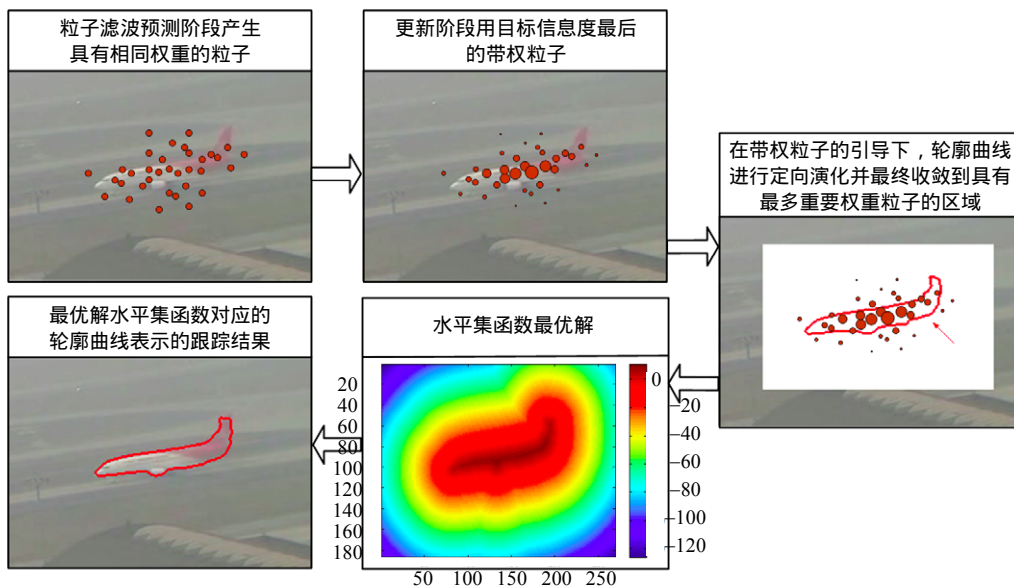 粒子滤波预测阶段产生
具有相同权重的粒子
更新阶段用目标信息度最后
的带权粒子
在带权粒子的引导下，轮廓曲线
进行定向演化并最终收敛到具有
最多重要权重粒子的区域
水平集函数最优解
20
40
60
80
100
120
140
160
180
50 100 150 200 250
0
–20
–40
–60
–80
–100
–120
最优解水平集函数对应的
轮廓曲线表示的跟踪结果